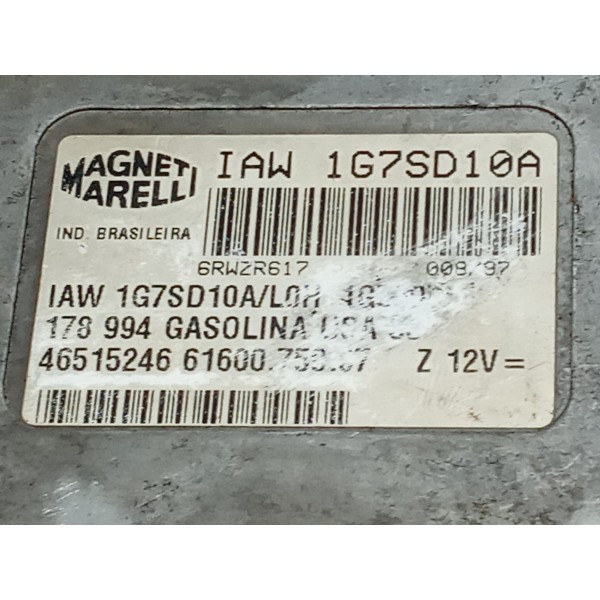 MAGNETI MARELLI
IAW 1G7SD10A
IND. BRASILEIRA
6RWZR617 009/97
IAW 1G7SD10A/L0H
178 994 GASOLINA
46515246 Z 12V=